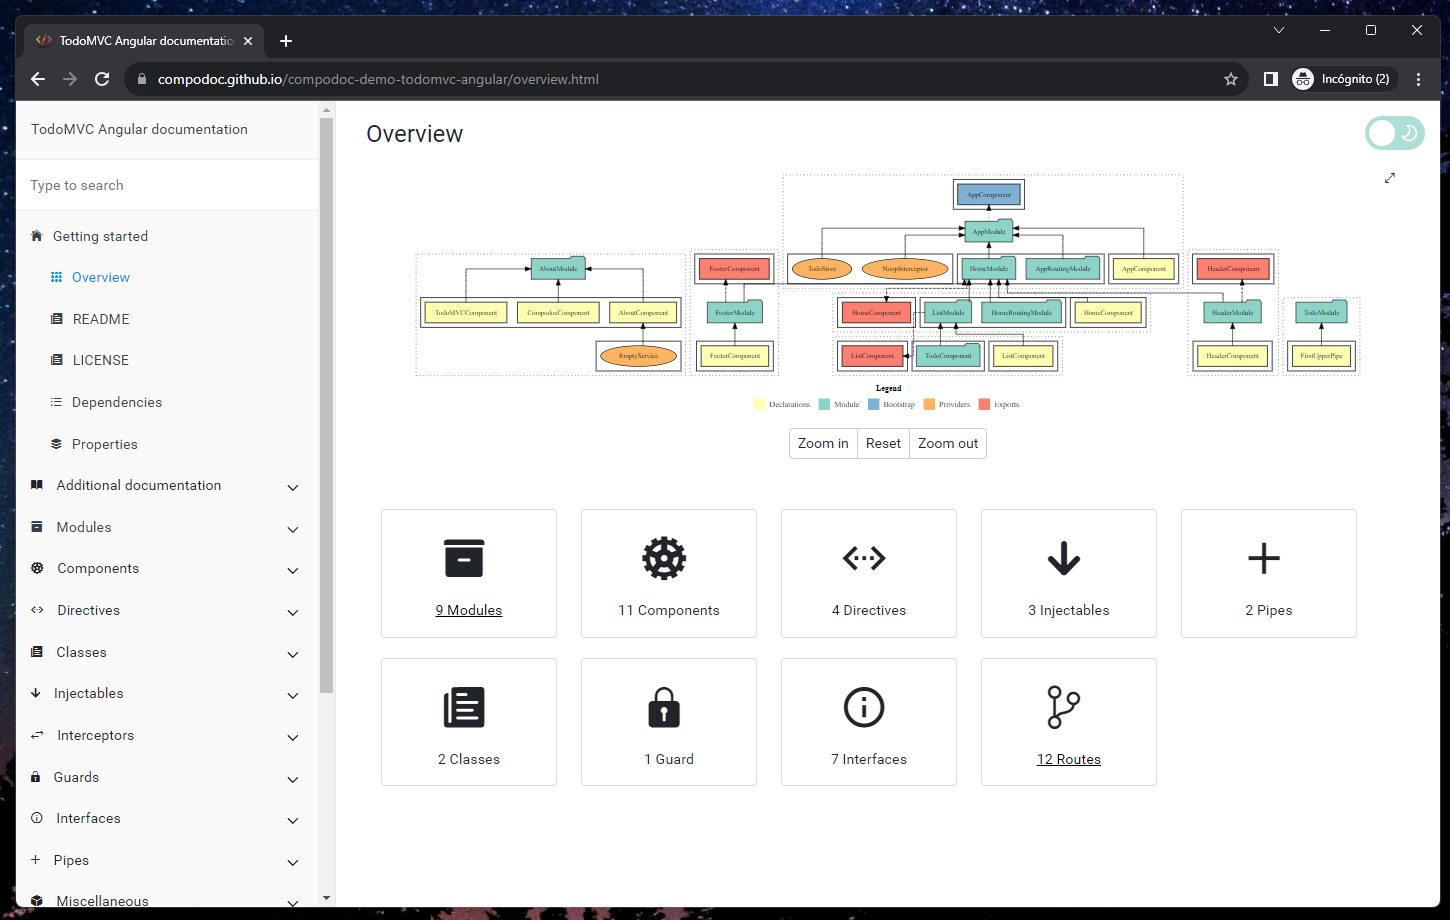 TodoMVC Angular documentatio
compodoc.github.io/compodoc-demo-todomvc-angular/overview.html
Incógnito (2)
TodoMVC Angular documentation
Type to search
Getting started
Overview
README
LICENSE
Dependencies
Properties
Additional documentation
Modules
Components
Directives
Classes
Injectables
Interceptors
Guards
Interfaces
Pipes
Miscellaneous
Overview
AppComponent
AppModule
AboutModule
FooterComponent
TodoStore
NoopInterceptor
HomeModule
AppRoutingModule
AppComponent
HeaderComponent
TodoMVCComponent
CompodocComponent
AboutComponent
FooterModule
HomeComponent
ListModule
HomeRoutingModule
HomeComponent
HeaderModule
TodoModule
EmptyService
FooterComponent
ListComponent
TodoComponent
ListComponent
HeaderComponent
FirstUpperPipe
Legend
Declarations Module Bootstrap Providers Exports
Zoom in Reset Zoom out
9 Modules
11 Components
4 Directives
3 Injectables
2 Pipes
2 Classes
1 Guard
7 Interfaces
12 Routes